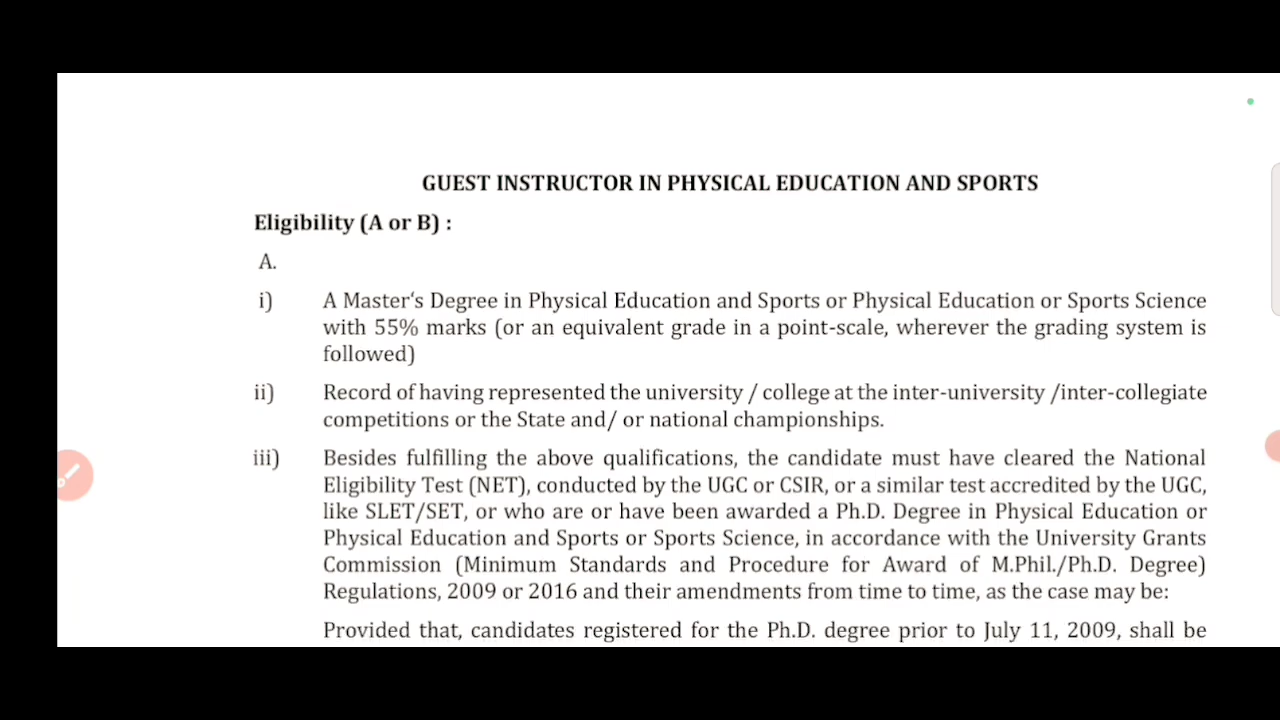 GUEST INSTRUCTOR IN PHYSICAL EDUCATION AND SPORTS
Eligibility (A or B) :
A.
i) A Master‘s Degree in Physical Education and Sports or Physical Education or Sports Science
with 55% marks (or an equivalent grade in a point-scale, wherever the grading system is
followed)
ii) Record of having represented the university / college at the inter-university /inter-collegiate
competitions or the State and/ or national championships.
iii) Besides fulfilling the above qualifications, the candidate must have cleared the National
Eligibility Test (NET), conducted by the UGC or CSIR, or a similar test accredited by the UGC,
like SLET/SET, or who are or have been awarded a Ph.D. Degree in Physical Education or
Physical Education and Sports or Sports Science, in accordance with the University Grants
Commission (Minimum Standards and Procedure for Award of M.Phil./Ph.D. Degree)
Regulations, 2009 or 2016 and their amendments from time to time, as the case may be:
Provided that, candidates registered for the Ph.D. degree prior to July 11, 2009, shall be